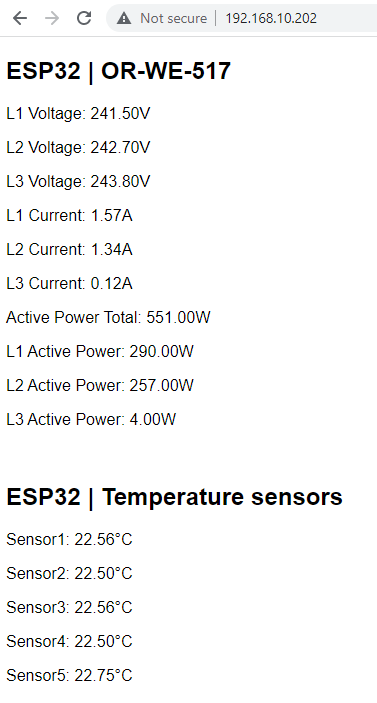 Not secure | 192.168.10.202
ESP32 | OR-WE-517
L1 Voltage: 241.50V
L2 Voltage: 242.70V
L3 Voltage: 243.80V
L1 Current: 1.57A
L2 Current: 1.34A
L3 Current: 0.12A
Active Power Total: 551.00W
L1 Active Power: 290.00W
L2 Active Power: 257.00W
L3 Active Power: 4.00W
ESP32 | Temperature sensors
Sensor1: 22.56°C
Sensor2: 22.50°C
Sensor3: 22.56°C
Sensor4: 22.50°C
Sensor5: 22.75°C